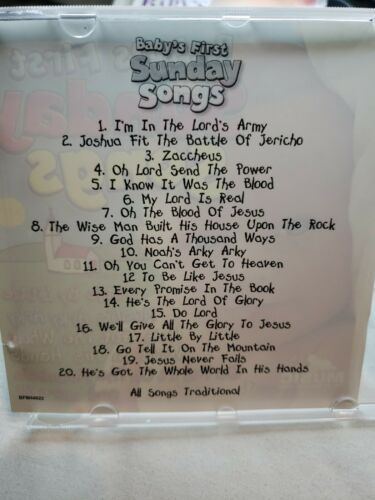 Baby's First
Sunday
Songs
1. I'm In The Lord's Army
2. Joshua Fit The Battle Of Jericho
3. Zaccheus
4. Oh Lord Send The Power
5. I Know It Was The Blood
6. My Lord Is Real
7. Oh The Blood Of Jesus
8. The Wise Man Built His House Upon The Rock
9. God Has A Thousand Ways
10. Noah's Arky Arky
11. Oh You Can't Get To Heaven
12 To Be Like Jesus
13. Every Promise In The Book
14. He's The Lord Of Glory
15. Do Lord
16. We'll Give All The Glory To Jesus
17. Little By Little
18. Go Tell It On The Mountain
19. Jesus Never Fails
20. He's Got The Whole World In His Hands
All Songs Traditional